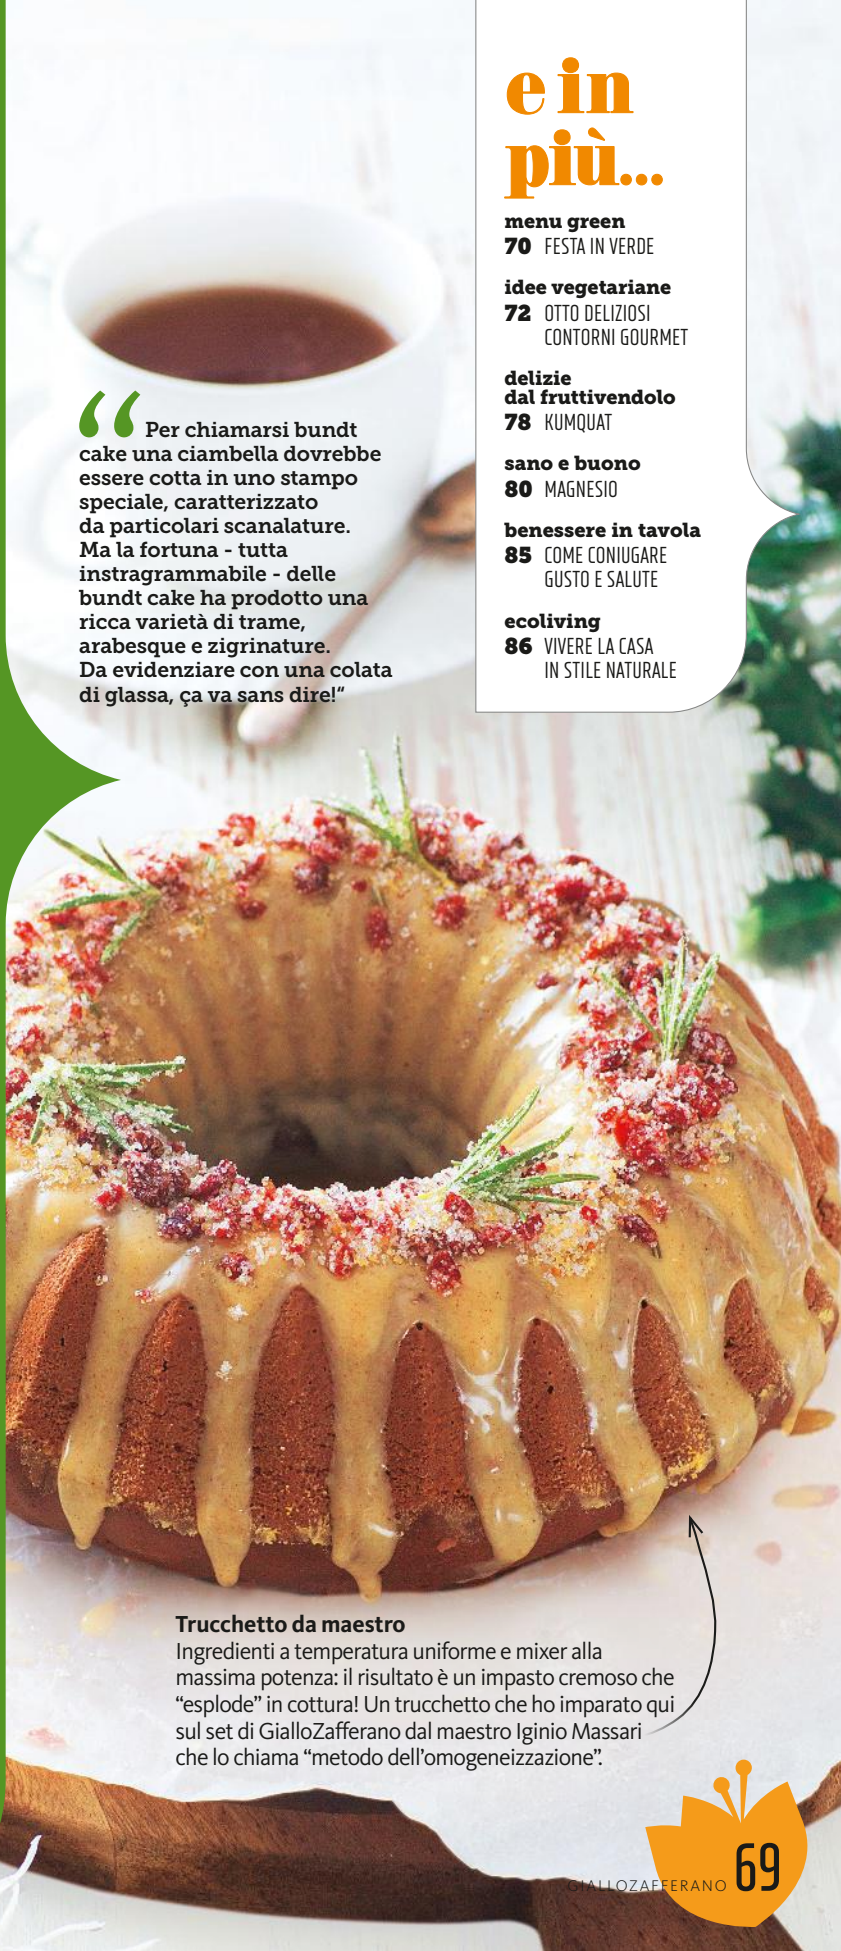 e in
più...
menu green
70 FESTA IN VERDE
idee vegetariane
72 OTTO DELIZIOSI
CONTORNI GOURMET
delizie
dal fruttivendolo
78 KUMQUAT
sano e buono
80 MAGNESIO
benessere in tavola
85 COME CONIUGARE
GUSTO E SALUTE
ecoliving
86 VIVERE LA CASA
IN STILE NATURALE
“ Per chiamarsi bundt
cake una ciambella dovrebbe
essere cotta in uno stampo
speciale, caratterizzato
da particolari scanalature.
Ma la fortuna - tutta
instragrammabile - delle
bundt cake ha prodotto una
ricca varietà di trame,
arabesque e zigrinature.
Da evidenziare con una colata
di glassa, ça va sans dire!“
Trucchetto da maestro
Ingredienti a temperatura uniforme e mixer alla
massima potenza: il risultato è un impasto cremoso che
“esplode” in cottura! Un trucchetto che ho imparato qui
sul set di GialloZafferano dal maestro Iginio Massari
che lo chiama “metodo dell’omogeneizzazione”.
GIALLOZAFFERANO 69